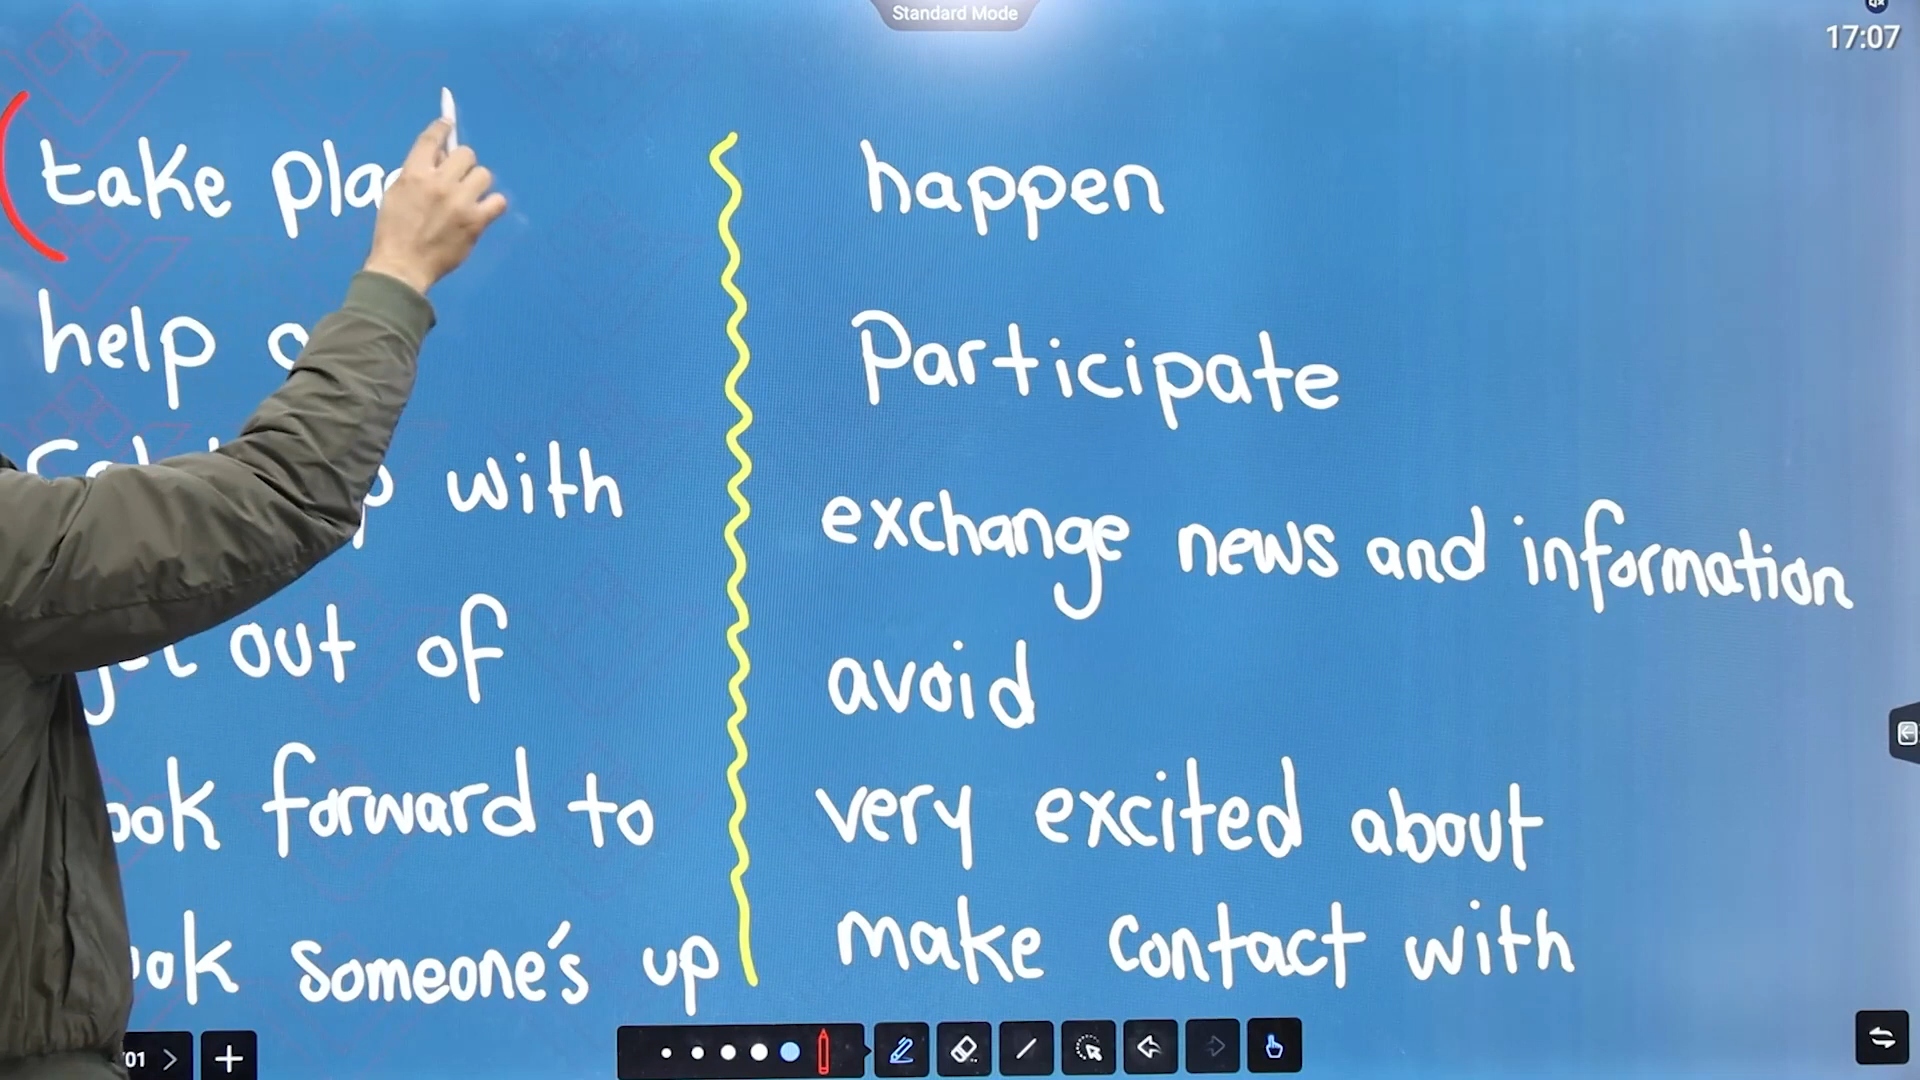 Standard Mode
17:07
take happen
help Participate
with exchange news and information
out of avoid
forward to very excited about
someone's up make contact with
01